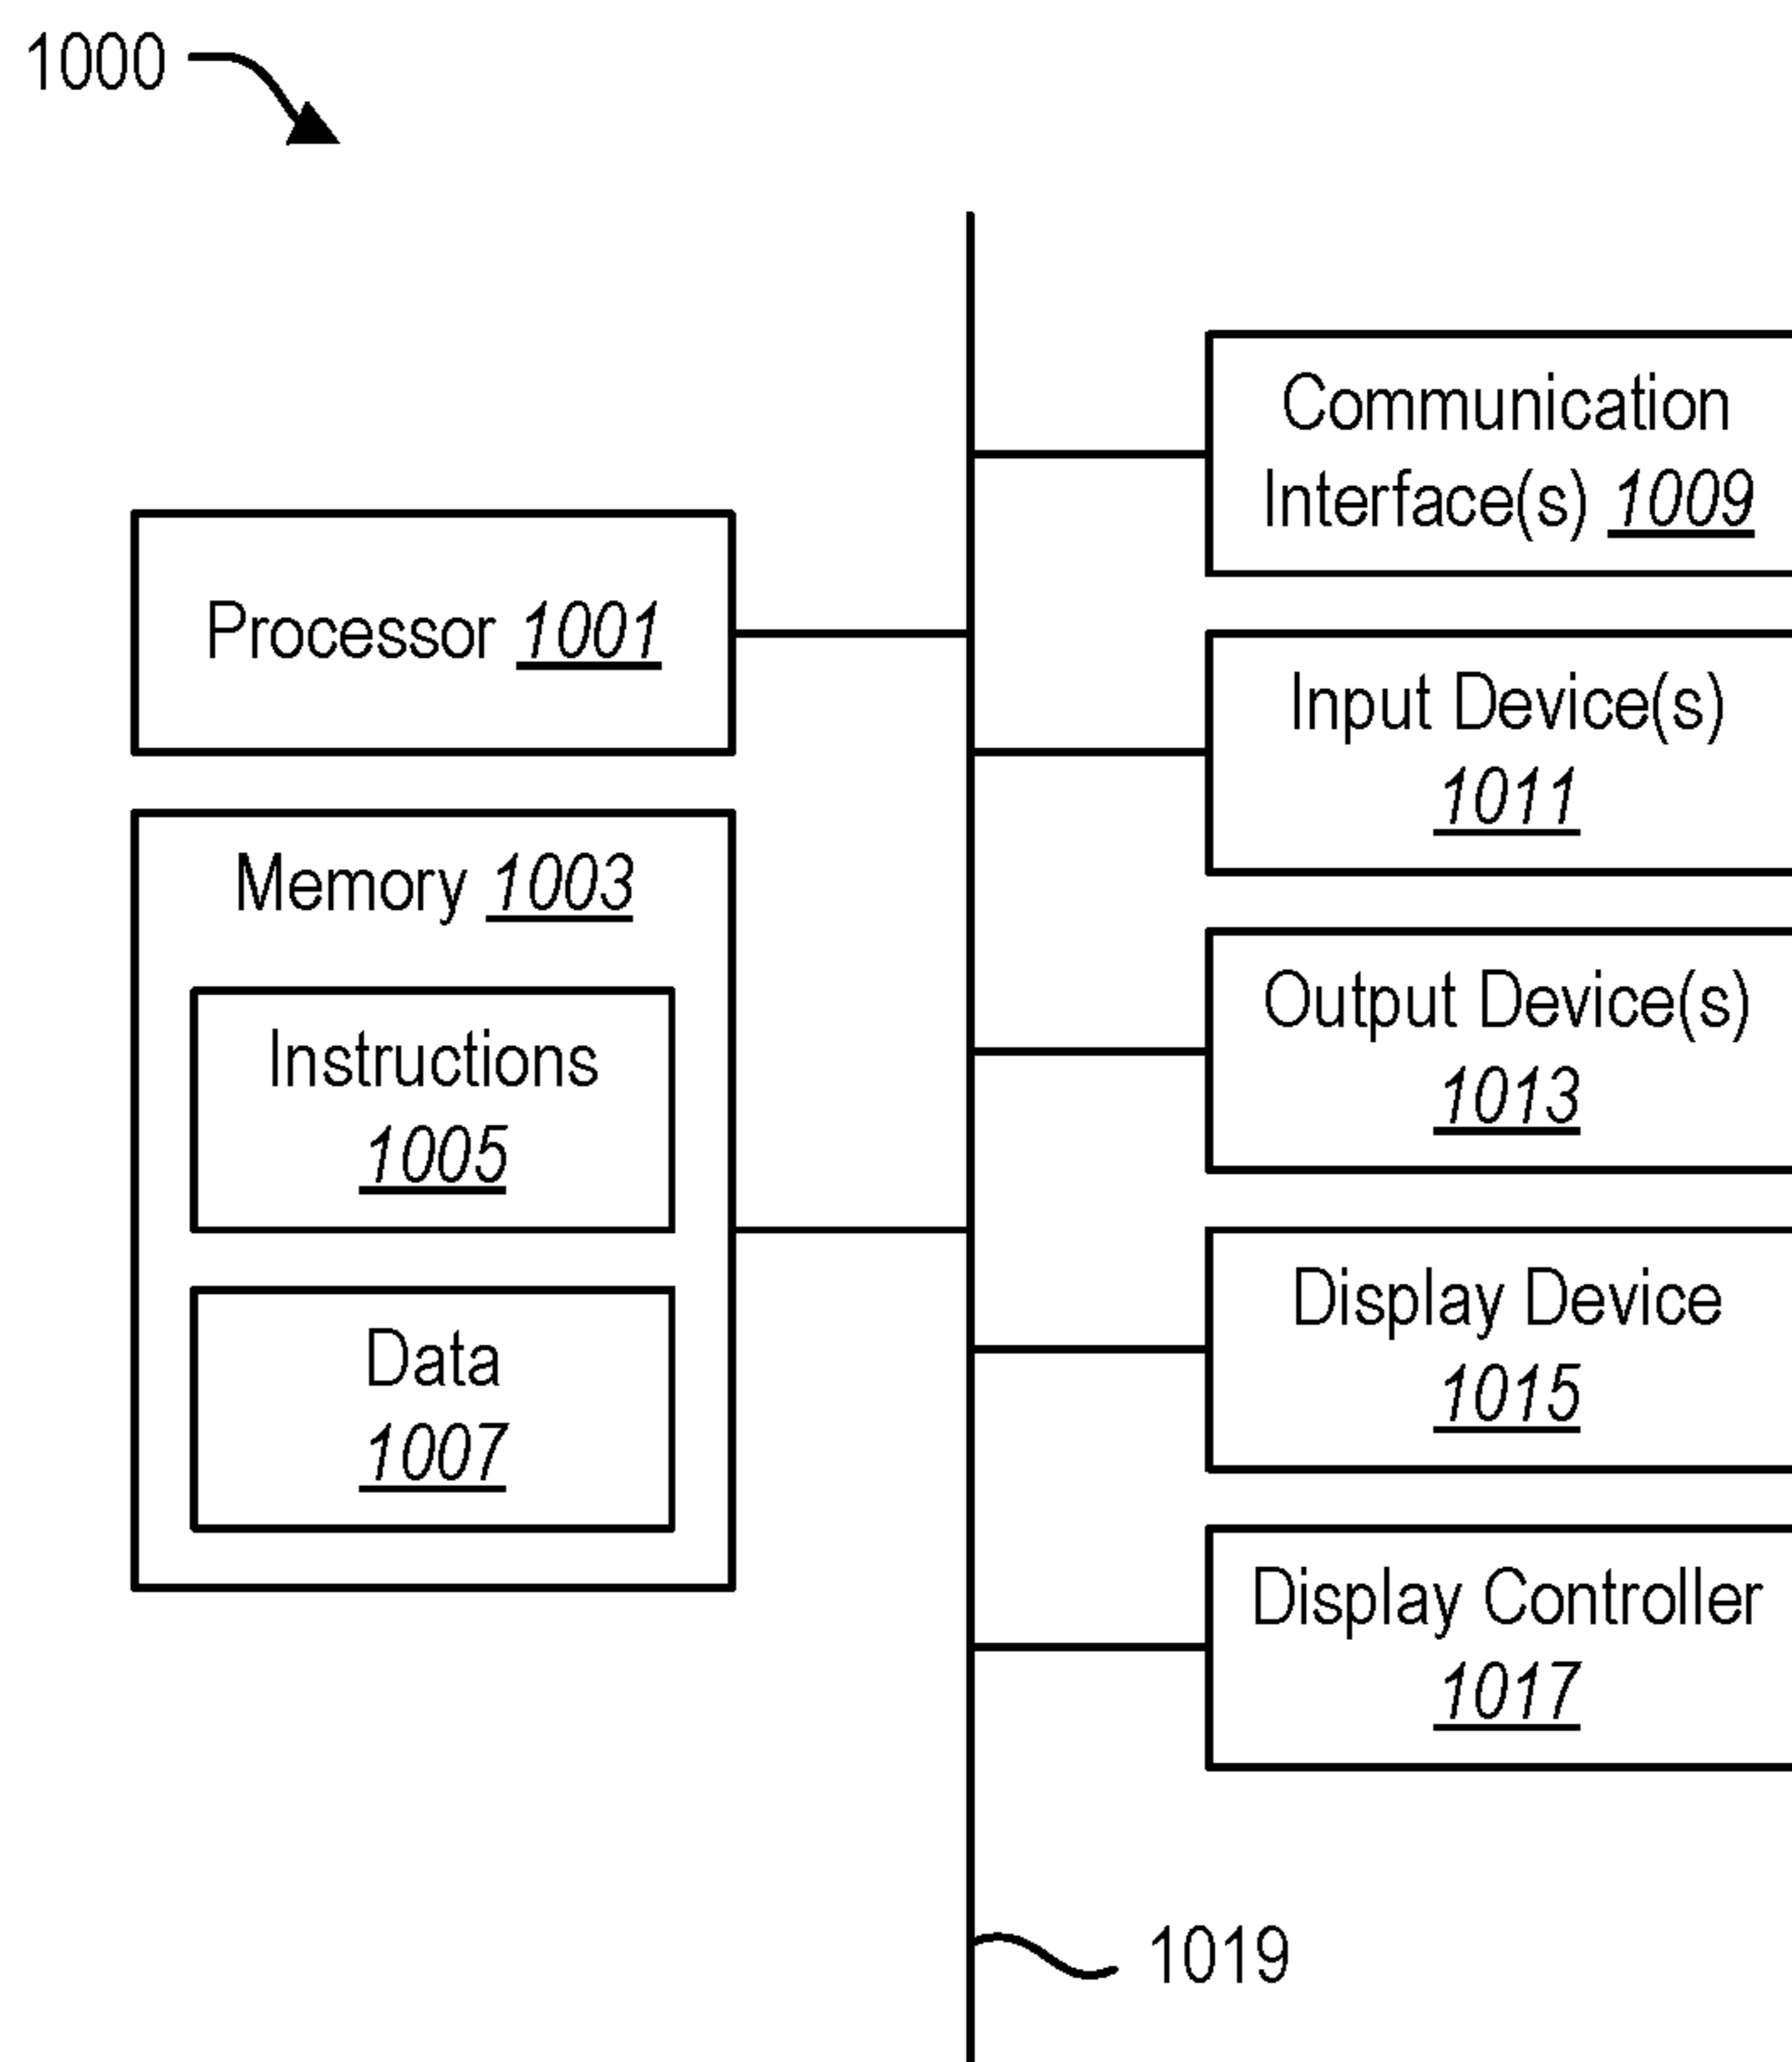 1000
Communication
Interface(s) 1009
Processor 1001
Input Device(s)
1011
Memory 1003
Instructions
1005
Data
1007
Output Device(s)
1013
Display Device
1015
Display Controller
1017
1019